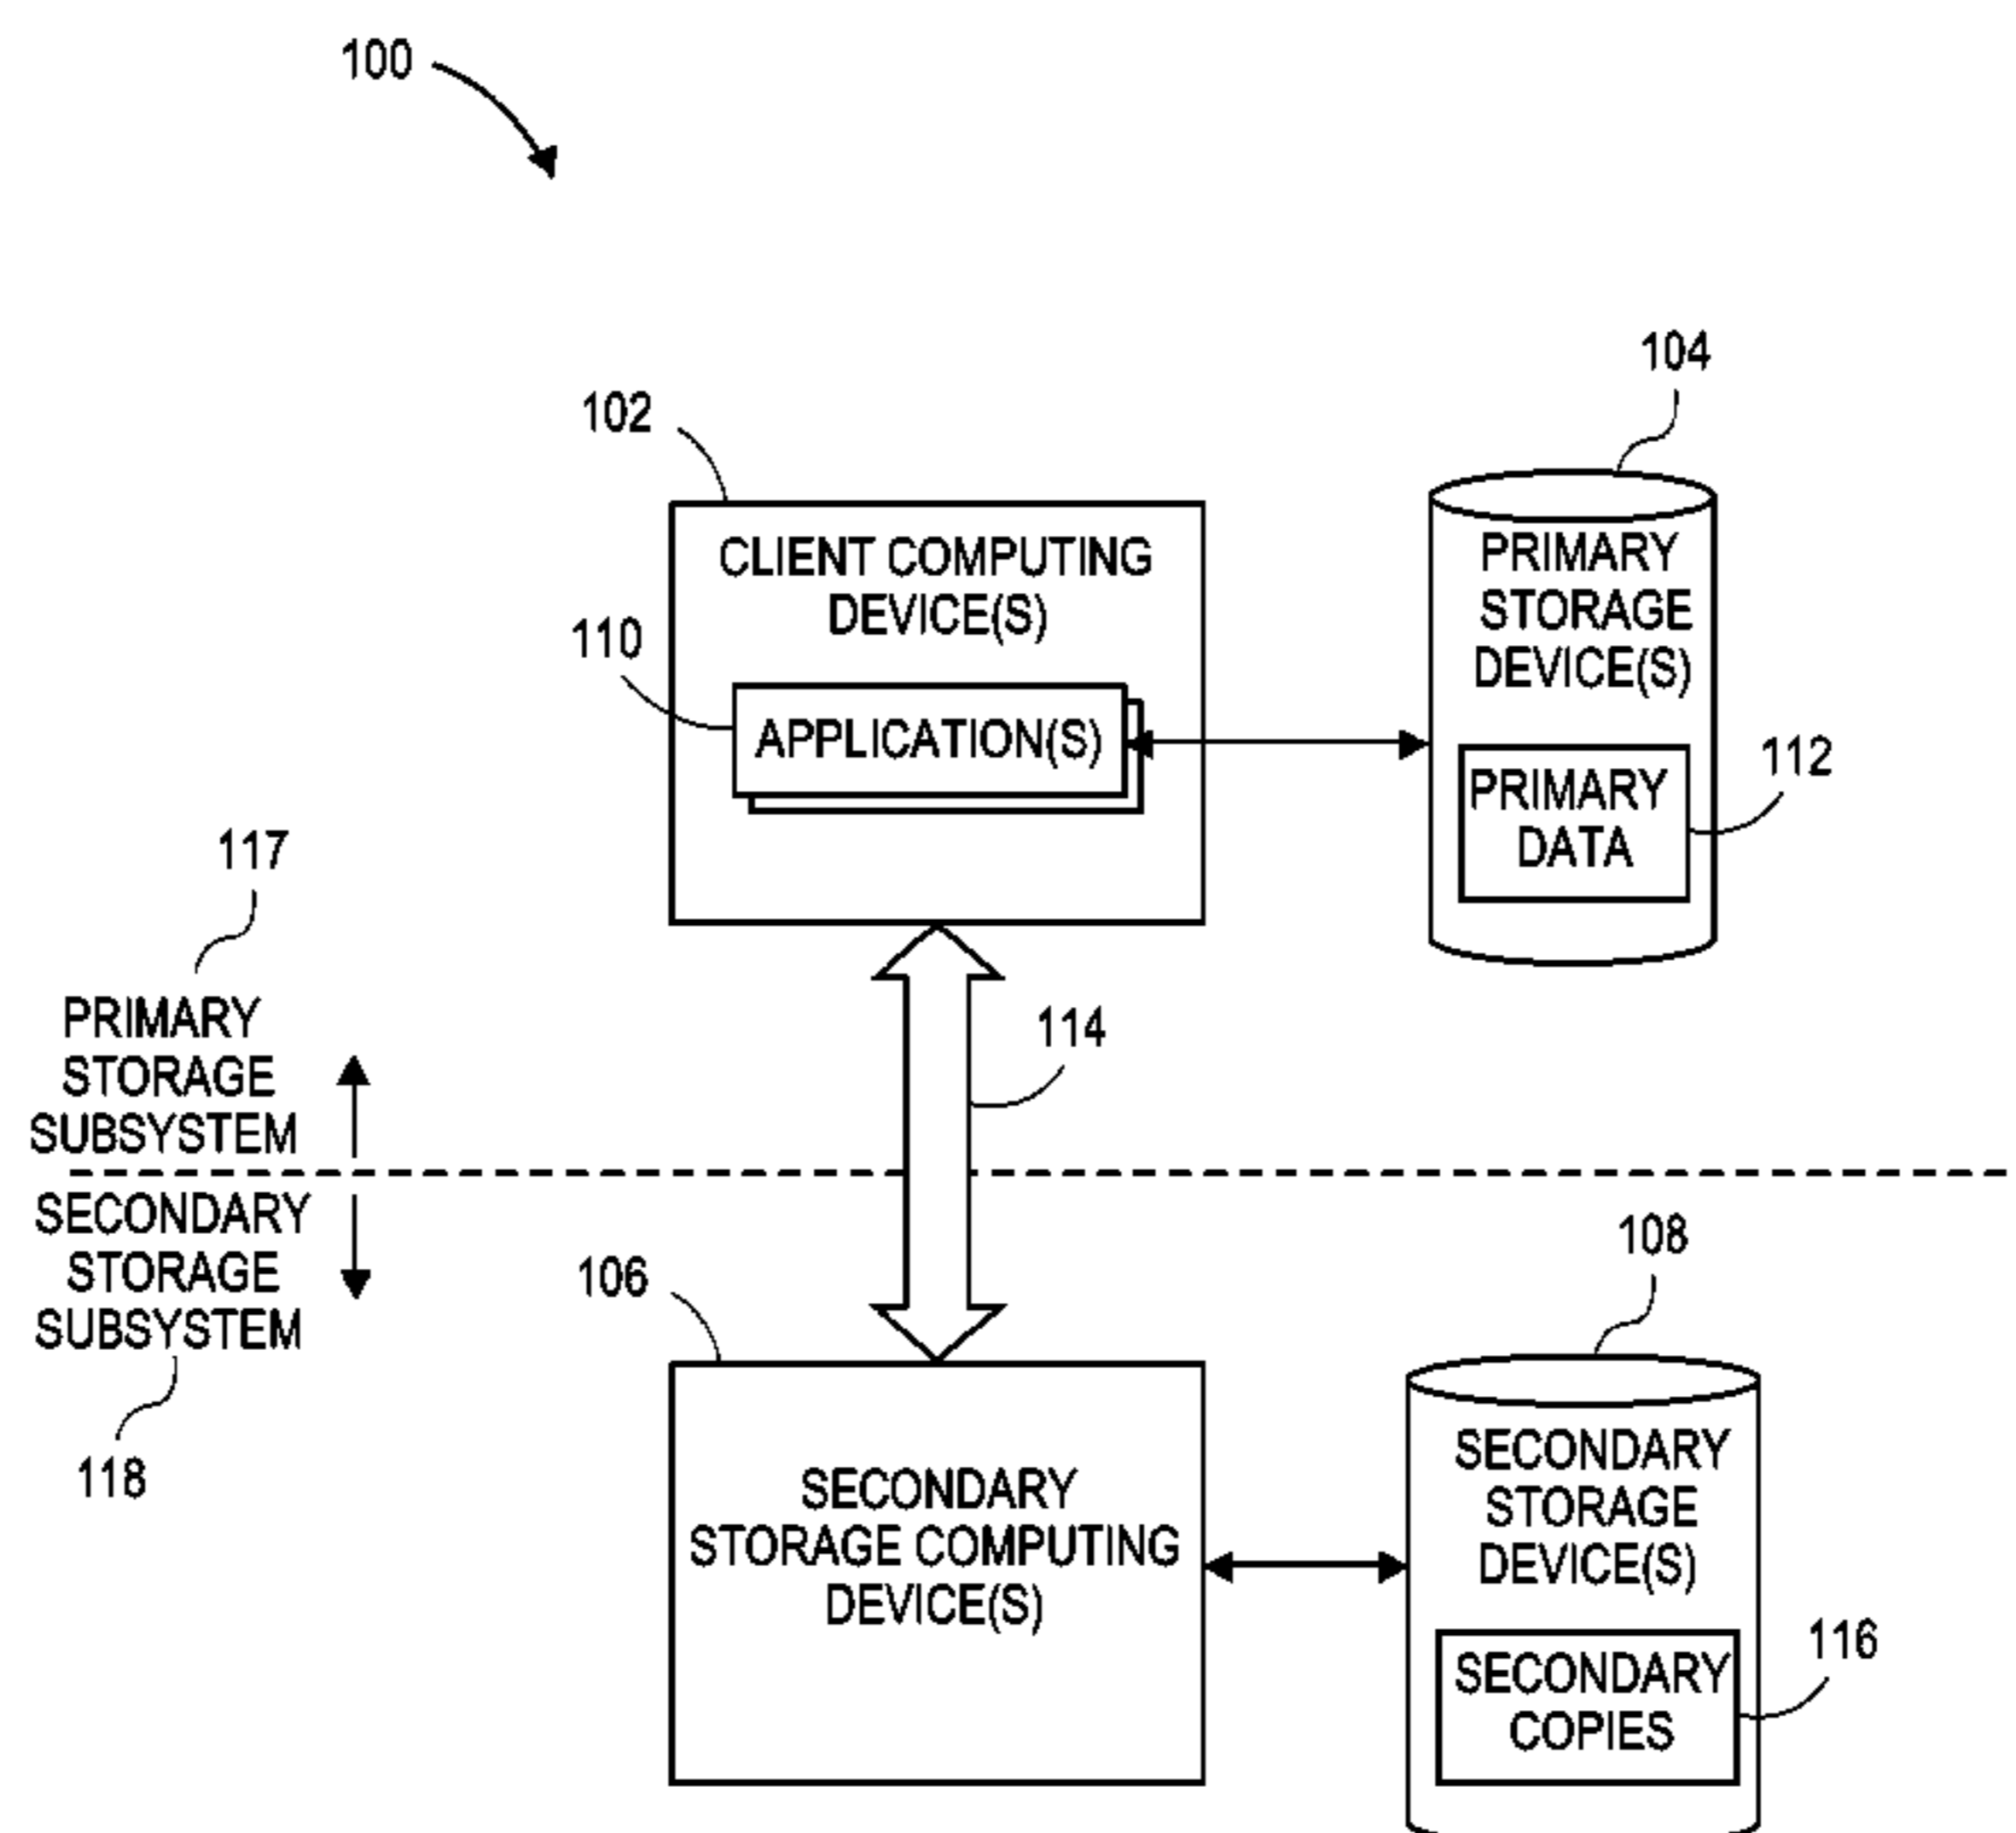 100
104
102
CLIENT COMPUTING
DEVICE(S)
110
APPLICATION(S)
PRIMARY
STORAGE
DEVICE(S)
PRIMARY
DATA
112
117
PRIMARY
STORAGE
SUBSYSTEM
114
SECONDARY
STORAGE
SUBSYSTEM
118
106
108
SECONDARY
STORAGE COMPUTING
DEVICE(S)
SECONDARY
STORAGE
DEVICE(S)
SECONDARY
COPIES
116